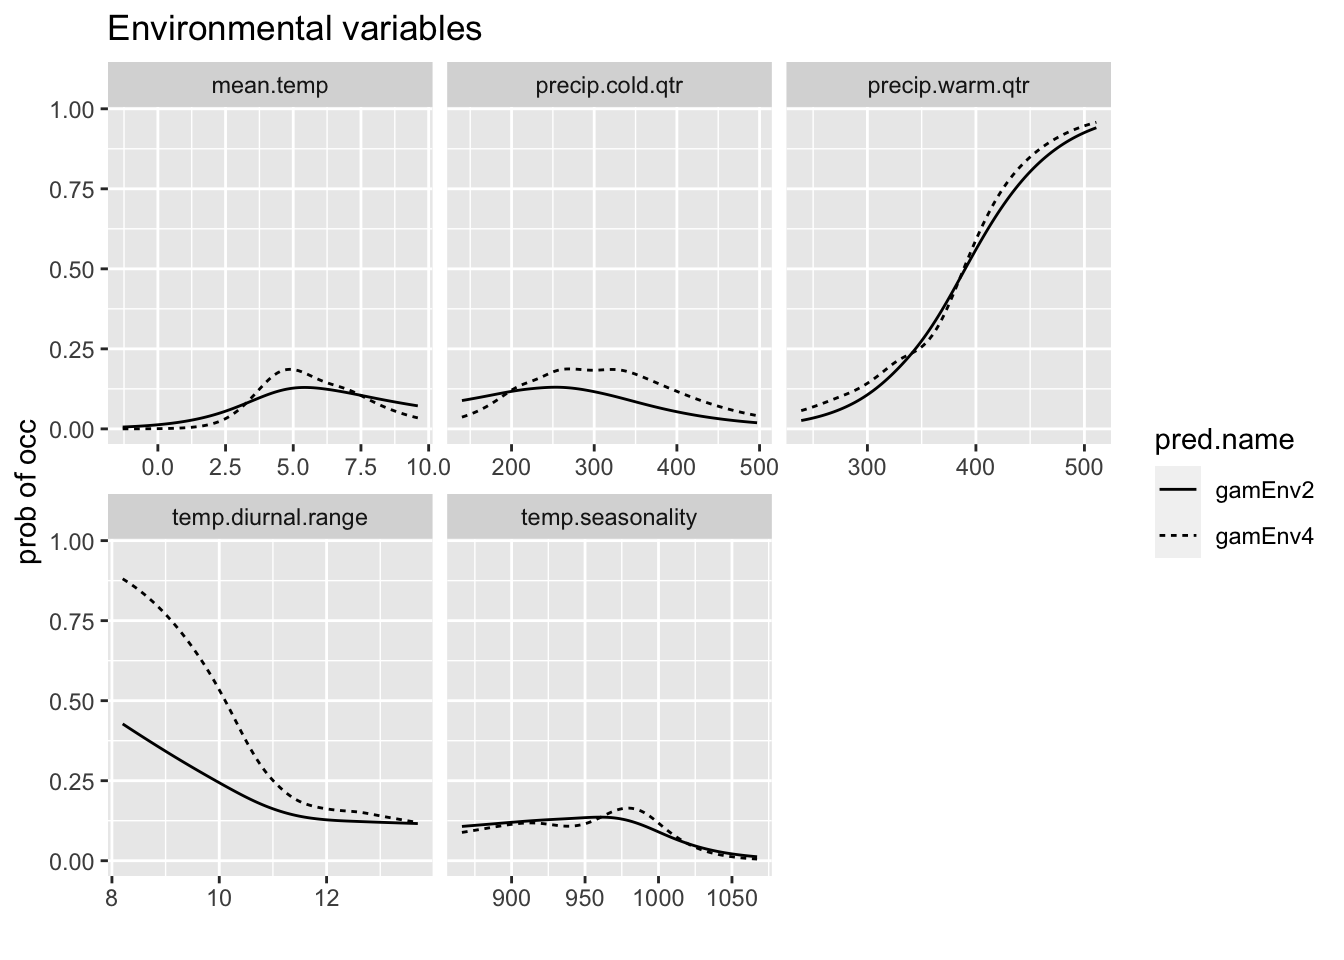 Environmental variables
mean.temp precip.cold.qtr precip.warm.qtr
1.00
0.75
0.50
0.25
0.00
0.0 2.5 5.0 7.5 10.0 200 300 400 500 300 400 500
prob of occ
temp.diurnal.range temp.seasonality
1.00
0.75
0.50
0.25
0.00
8 10 12 900 950 1000 1050
pred.name
gamEnv2
gamEnv4